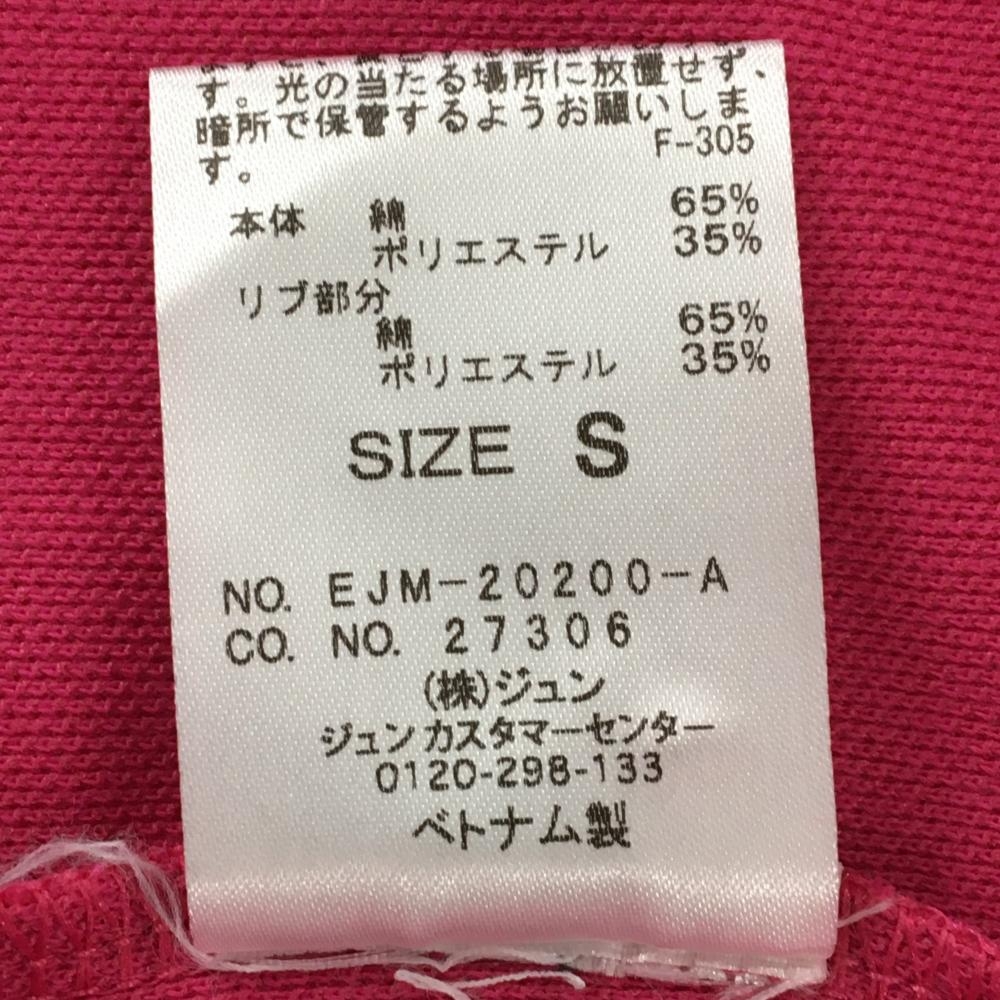 す。光の当たる場所に放置せず、
暗所で保管するようお願いしま
す。
F-305
本体 綿 65%
ポリエステル 35%
リブ部分
綿 65%
ポリエステル 35%
SIZE S
NO. EJM-20200-A
CO. NO. 27306
(株)ジュン
ジュンカスタマーセンター
0120-298-133
ベトナム製